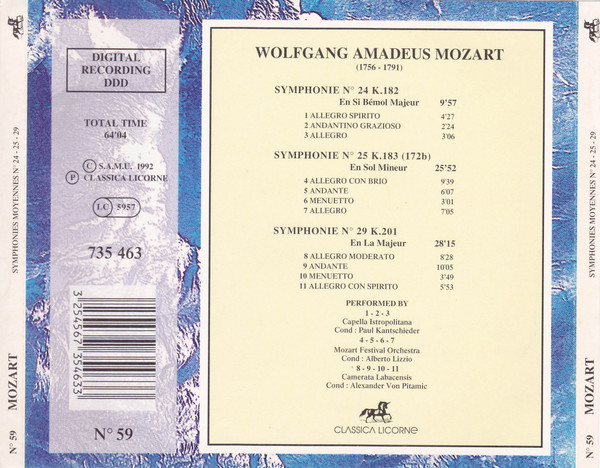 SYMPHONIES MOYENNES N° 24 - 25 - 29
MOZART
N° 59
DIGITAL
RECORDING
DDD
TOTAL TIME
64'04
C S.A.M.U. 1992
P CLASSICA LICORNE
LC 5957
735 463
3 254567 354633
N° 59
WOLFGANG AMADEUS MOZART
(1756 - 1791)
SYMPHONIE N° 24 K.182
En Si Bémol Majeur 9'57
1 ALLEGRO SPIRITO 4'27
2 ANDANTINO GRAZIOSO 2'24
3 ALLEGRO 3'06
SYMPHONIE N° 25 K.183 (172b)
En Sol Mineur 25'52
4 ALLEGRO CON BRIO 9'39
5 ANDANTE 6'07
6 MENUETTO 3'01
7 ALLEGRO 7'05
SYMPHONIE N° 29 K.201
En La Majeur 28'15
8 ALLEGRO MODERATO 8'28
9 ANDANTE 10'05
10 MENUETTO 3'49
11 ALLEGRO CON SPIRITO 5'53
PERFORMED BY
1 - 2 - 3
Capella Istropolitana
Cond : Paul Kantschieder
4 - 5 - 6 - 7
Mozart Festival Orchestra
Cond : Alberto Lizzio
8 - 9 - 10 - 11
Camerata Labacensis
Cond : Alexander Von Pitamic
CLASSICA LICORNE
SYMPHONIES MOYENNES N° 24 - 25 - 29
MOZART
N° 59